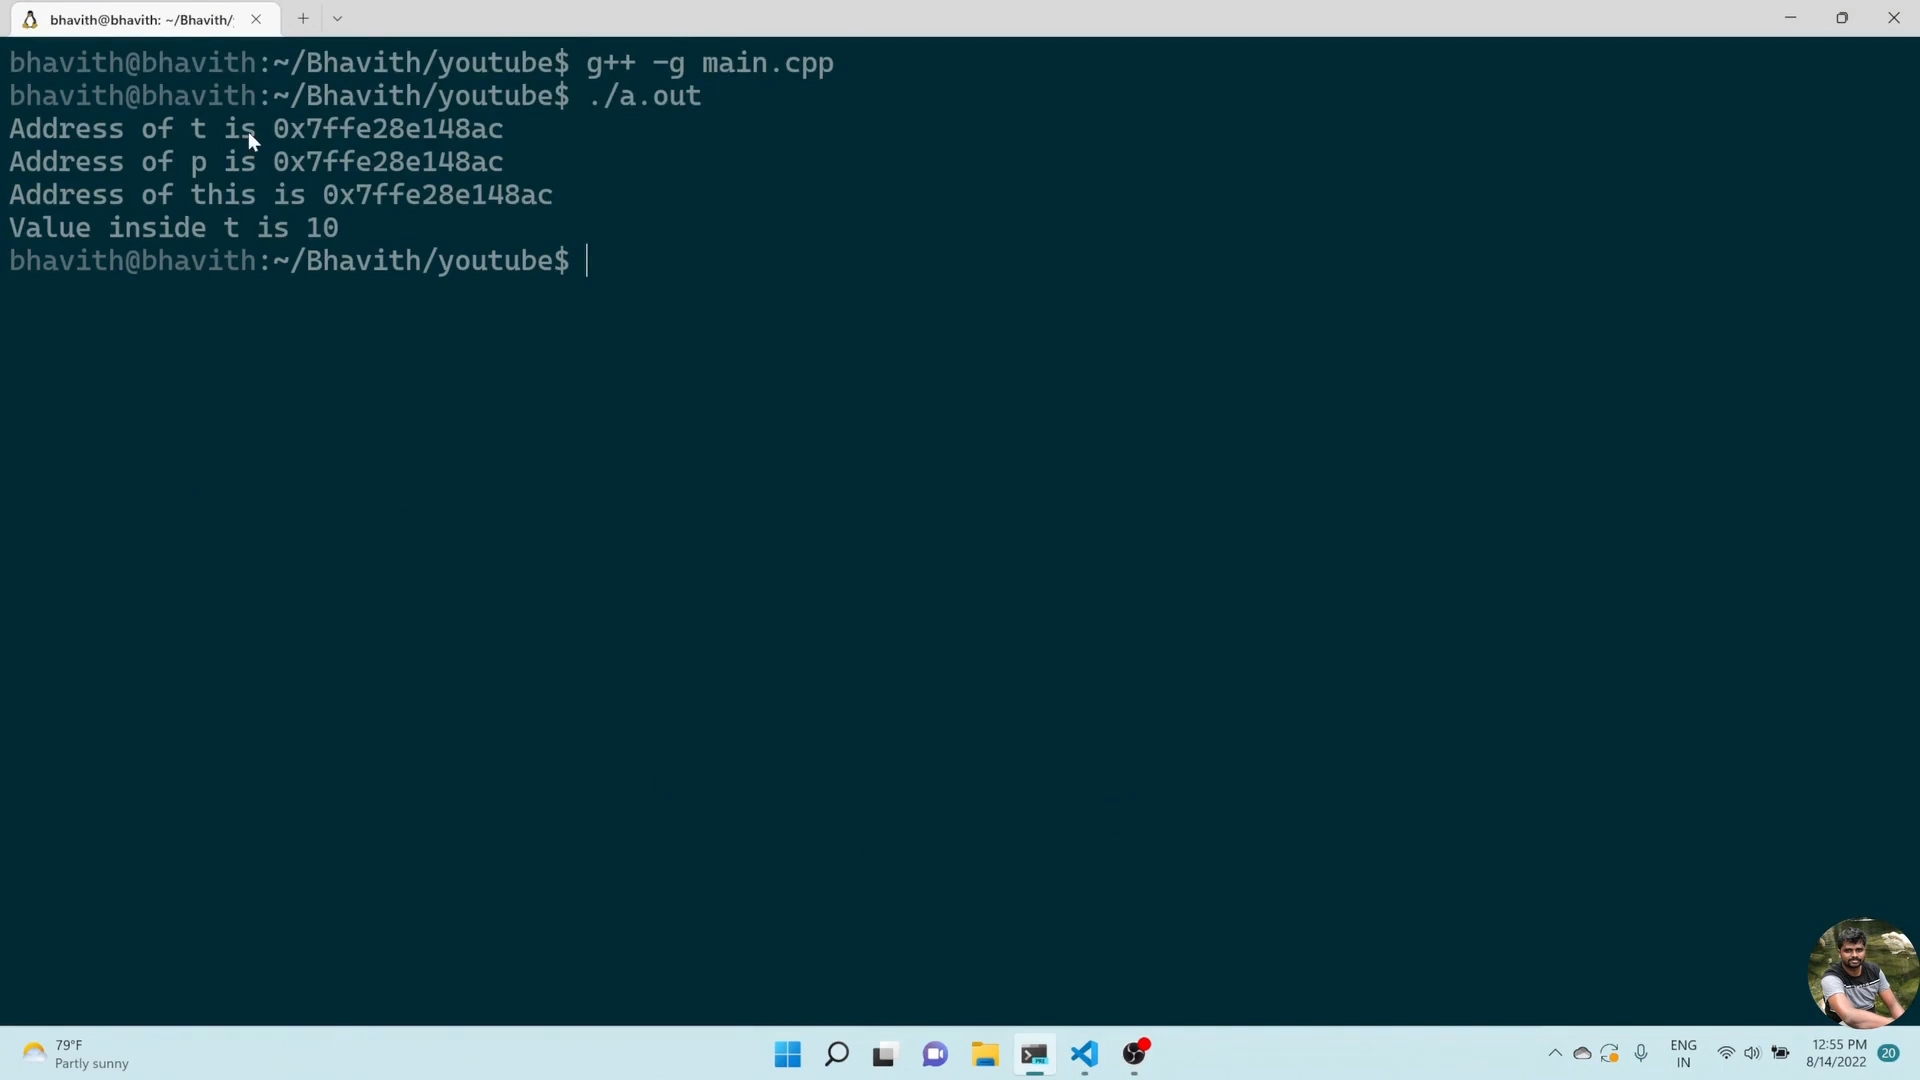 bhavith@bhavith: ~/Bhavith/
bhavith@bhavith:~/Bhavith/youtube$ g++ -g main.cpp
bhavith@bhavith:~/Bhavith/youtube$ ./a.out
Address of t is 0x7ffe28e148ac
Address of p is 0x7ffe28e148ac
Address of this is 0x7ffe28e148ac
Value inside t is 10
bhavith@bhavith:~/Bhavith/youtube$
79°F
Partly sunny
PRE
ENG
IN
12:55 PM
8/14/2022
20